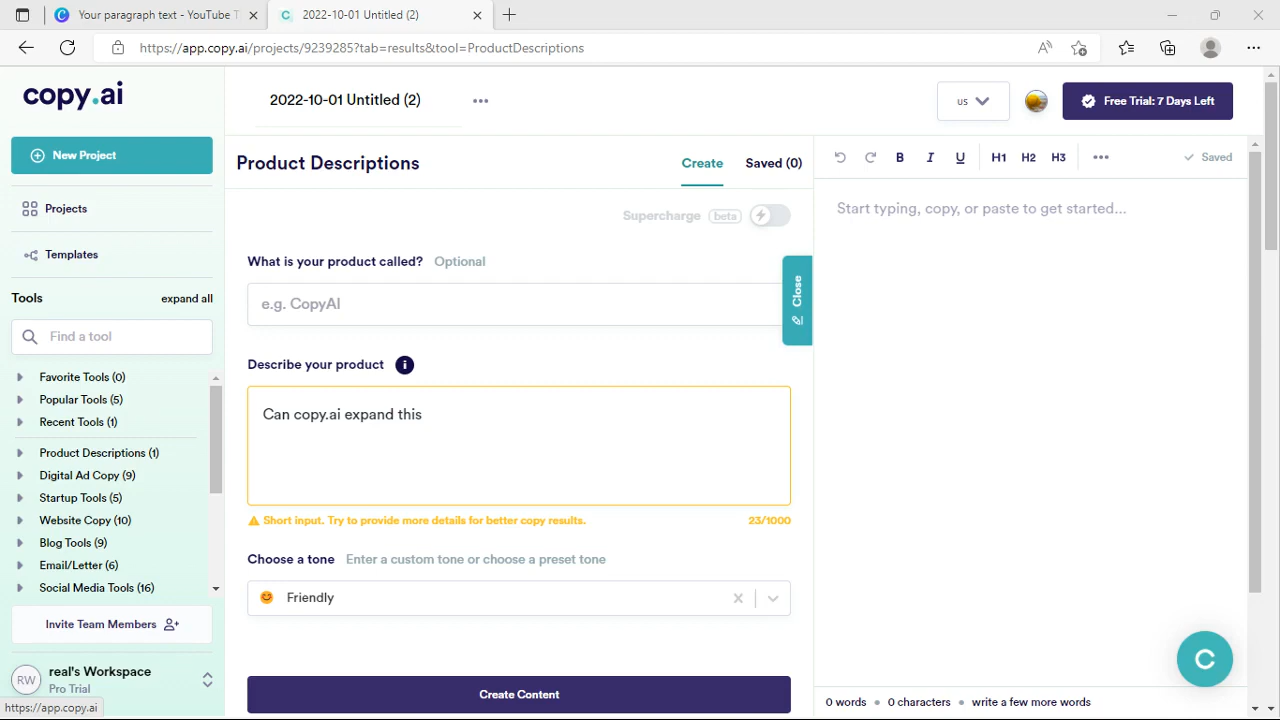 Your paragraph text - YouTube T
2022-10-01 Untitled (2)
https://app.copy.ai/projects/9239285?tab=results&tool=ProductDescriptions
copy.ai
2022-10-01 Untitled (2)
us
Free Trial: 7 Days Left
New Project
Projects
Templates
Tools
expand all
Find a tool
Favorite Tools (0)
Popular Tools (5)
Recent Tools (1)
Product Descriptions (1)
Digital Ad Copy (9)
Startup Tools (5)
Website Copy (10)
Blog Tools (9)
Email/Letter (6)
Social Media Tools (16)
Invite Team Members
RW
real's Workspace
Pro Trial
https://app.copy.ai
Product Descriptions
Create
Saved (0)
Supercharge beta
What is your product called? Optional
e.g. CopyAI
Close
Describe your product
Can copy.ai expand this
Short input. Try to provide more details for better copy results.
23/1000
Choose a tone Enter a custom tone or choose a preset tone
Friendly
Create Content
B I U H1 H2 H3
Saved
Start typing, copy, or paste to get started...
0 words • 0 characters • write a few more words